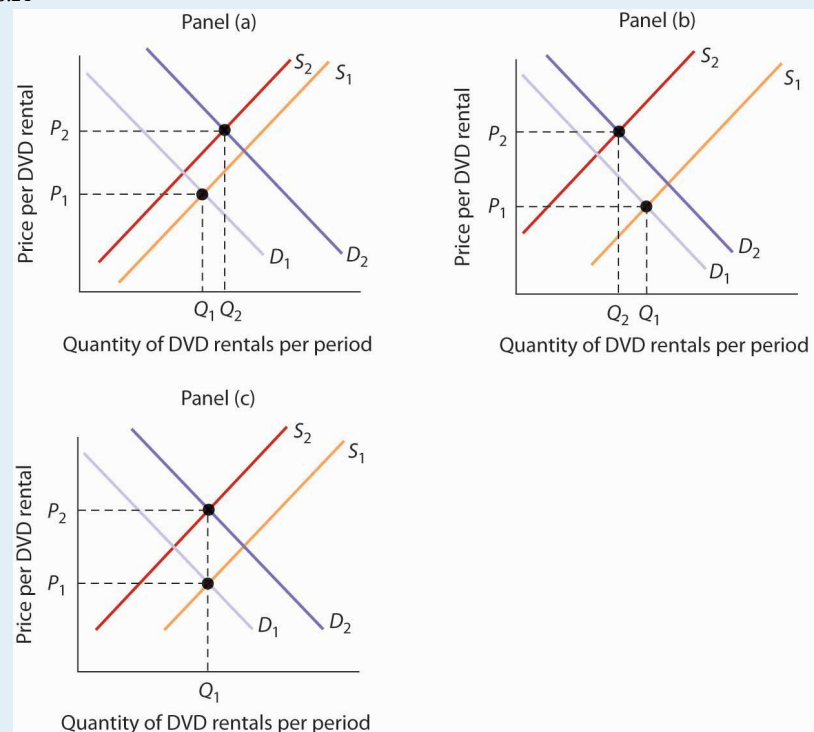 Panel (a)
S2
S1
Price per DVD rental
P2
P1
D1
D2
Q1 Q2
Quantity of DVD rentals per period
Panel (b)
S2
S1
Price per DVD rental
P2
P1
D2
D1
Q2 Q1
Quantity of DVD rentals per period
Panel (c)
S2
S1
Price per DVD rental
P2
P1
D1
D2
Q1
Quantity of DVD rentals per period